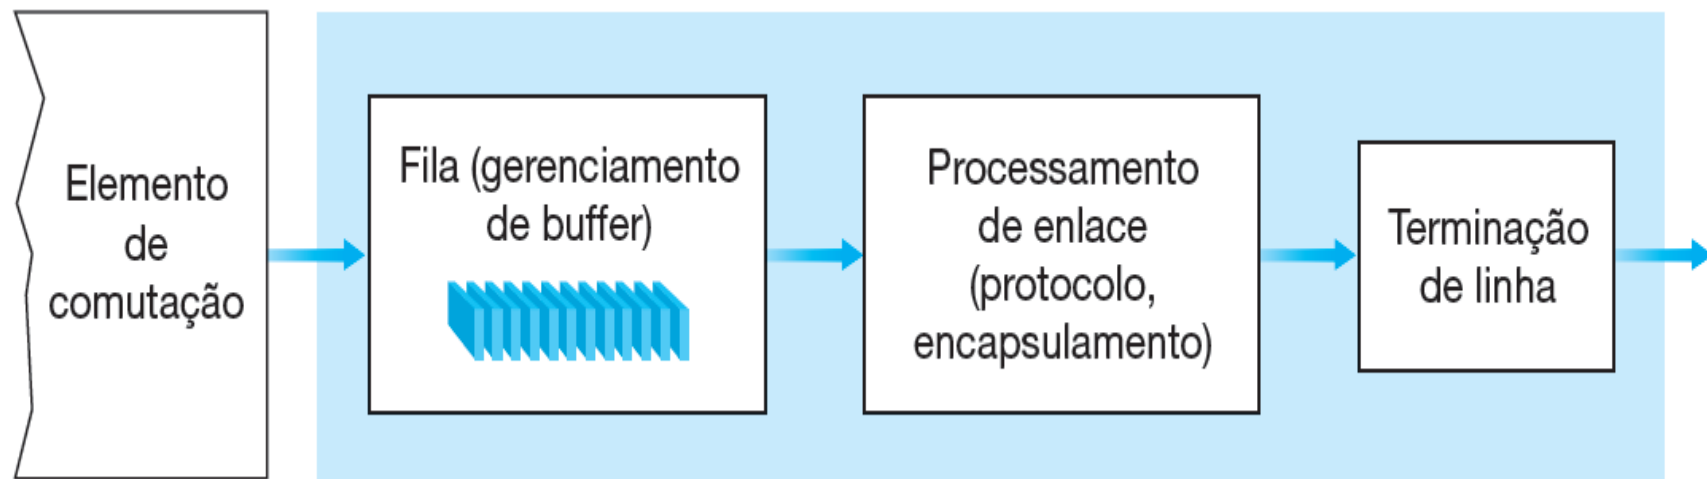 Elemento
de
comutação
Fila (gerenciamento
de buffer)
Processamento
de enlace
(protocolo,
encapsulamento)
Terminação
de linha